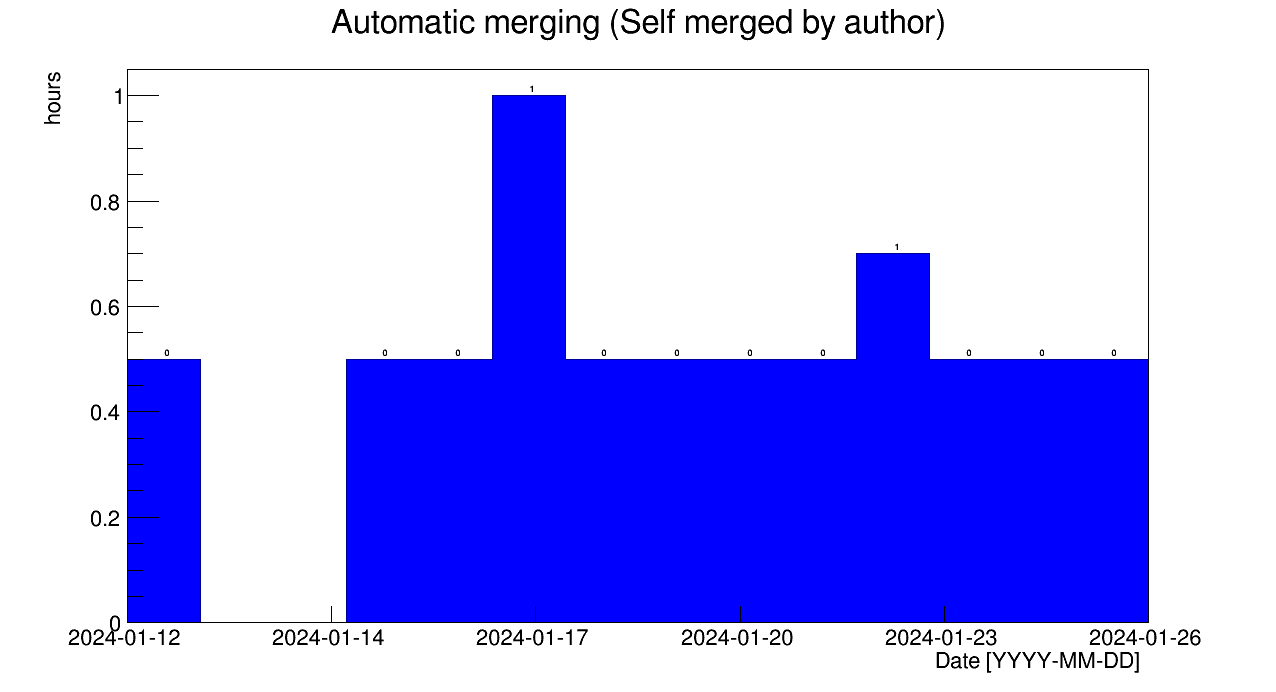 Automatic merging (Self merged by author)
hours
1
0.8
0.6
0.4
0.2
0
1
1
0 0 0 0 0 0 0 0 0 0
2024-01-12 2024-01-14 2024-01-17 2024-01-20 2024-01-23 2024-01-26
Date [YYYY-MM-DD]